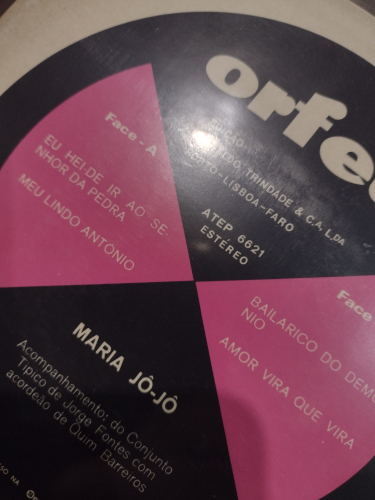 orfe
TRINDADE & C.A, L.DA
-LISBOA-FARO
ATEP 6621
ESTÉREO
Face - A
EU HEI DE IR AO SE-
NHOR DA PEDRA
MEU LINDO ANTÓNIO
Face
BAILARICO DO
NIO
AMOR VIRA QUE VIRA
MARIA JÔ-JÔ
Acompanhamento: do Conjunto
Típico de Jorge Fontes com
acordeão de Quim Barreiros